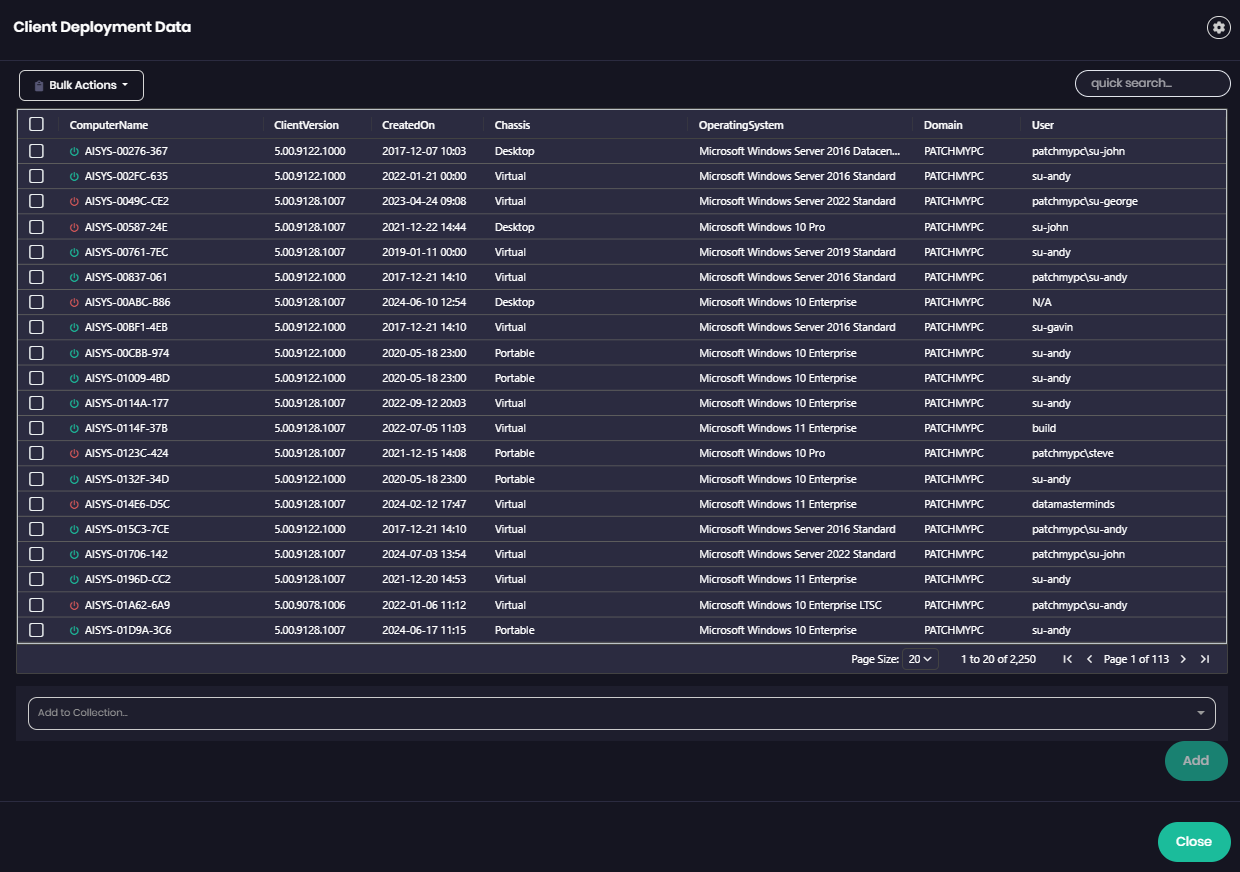 Client Deployment Data
Bulk Actions
quick search...
ComputerName ClientVersion CreatedOn Chassis OperatingSystem Domain User
AISYS-00276-367 5.00.9122.1000 2017-12-07 10:03 Desktop Microsoft Windows Server 2016 Datacen... PATCHMYPC patchmypc\su-john
AISYS-002FC-635 5.00.9122.1000 2022-01-21 00:00 Virtual Microsoft Windows Server 2016 Standard PATCHMYPC su-andy
AISYS-0049C-CE2 5.00.9128.1007 2023-04-24 09:08 Virtual Microsoft Windows Server 2022 Standard PATCHMYPC patchmypc\su-george
AISYS-00587-24E 5.00.9128.1007 2021-12-22 14:44 Desktop Microsoft Windows 10 Pro PATCHMYPC su-john
AISYS-00761-7EC 5.00.9128.1007 2019-01-11 00:00 Virtual Microsoft Windows Server 2019 Standard PATCHMYPC su-andy
AISYS-00837-061 5.00.9122.1000 2017-12-21 14:10 Virtual Microsoft Windows Server 2016 Standard PATCHMYPC patchmypc\su-andy
AISYS-00ABC-B86 5.00.9128.1007 2024-06-10 12:54 Desktop Microsoft Windows 10 Enterprise PATCHMYPC N/A
AISYS-00BF1-4EB 5.00.9122.1000 2017-12-21 14:10 Virtual Microsoft Windows Server 2016 Standard PATCHMYPC su-gavin
AISYS-00CBB-974 5.00.9122.1000 2020-05-18 23:00 Portable Microsoft Windows 10 Enterprise PATCHMYPC su-andy
AISYS-01009-4BD 5.00.9122.1000 2020-05-18 23:00 Portable Microsoft Windows 10 Enterprise PATCHMYPC su-andy
AISYS-0114A-177 5.00.9128.1007 2022-09-12 20:03 Virtual Microsoft Windows 10 Enterprise PATCHMYPC su-andy
AISYS-0114F-37B 5.00.9128.1007 2022-07-05 11:03 Virtual Microsoft Windows 11 Enterprise PATCHMYPC build
AISYS-0123C-424 5.00.9128.1007 2021-12-15 14:08 Portable Microsoft Windows 10 Pro PATCHMYPC patchmypc\steve
AISYS-0132F-34D 5.00.9122.1000 2020-05-18 23:00 Portable Microsoft Windows 10 Enterprise PATCHMYPC su-andy
AISYS-014E6-D5C 5.00.9128.1007 2024-02-12 17:47 Virtual Microsoft Windows 11 Enterprise PATCHMYPC datamasterminds
AISYS-015C3-7CE 5.00.9122.1000 2017-12-21 14:10 Virtual Microsoft Windows Server 2016 Standard PATCHMYPC patchmypc\su-andy
AISYS-01706-142 5.00.9128.1007 2024-07-03 13:54 Virtual Microsoft Windows Server 2022 Standard PATCHMYPC patchmypc\su-john
AISYS-0196D-CC2 5.00.9128.1007 2021-12-20 14:53 Virtual Microsoft Windows 11 Enterprise PATCHMYPC su-andy
AISYS-01A62-6A9 5.00.9078.1006 2022-01-06 11:12 Virtual Microsoft Windows 10 Enterprise LTSC PATCHMYPC patchmypc\su-andy
AISYS-01D9A-3C6 5.00.9128.1007 2024-06-17 11:15 Portable Microsoft Windows 10 Enterprise PATCHMYPC su-andy
Page Size: 20 1 to 20 of 2,250 Page 1 of 113
Add to Collection...
Add
Close